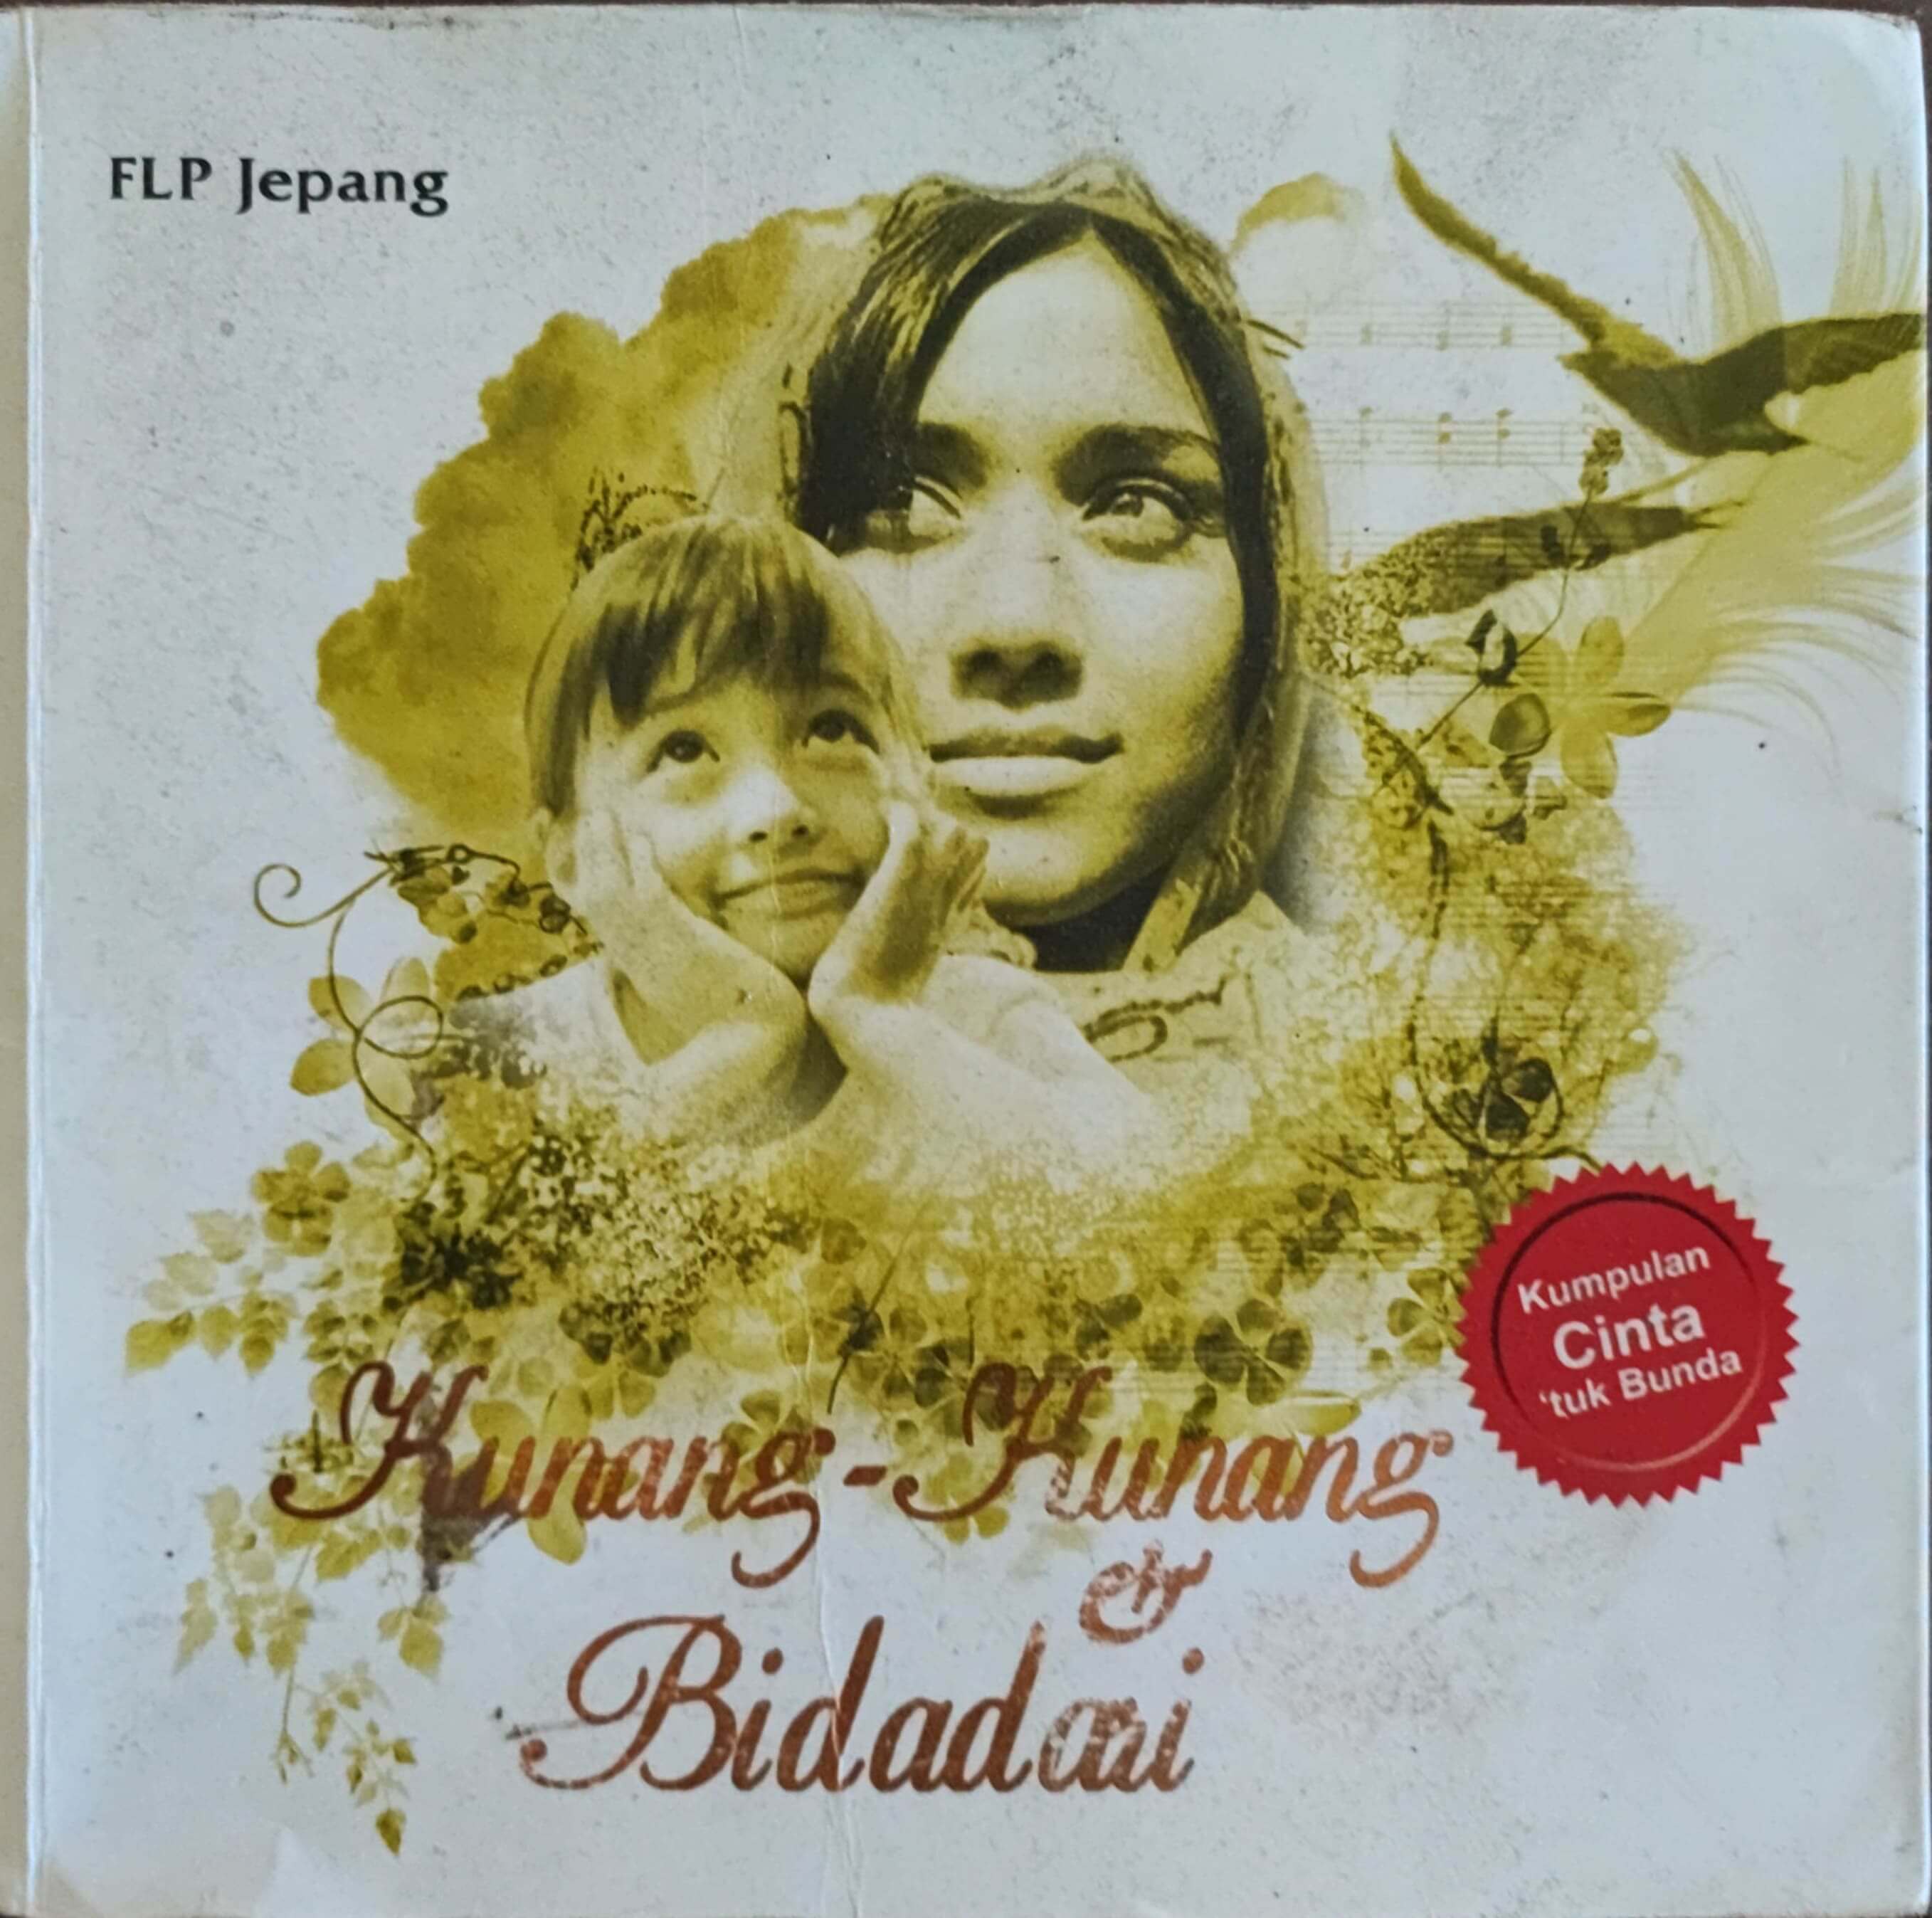 FLP Jepang
Kumpulan
Cinta
'tuk Bunda
Kunang-Kunang
&
Bidadari